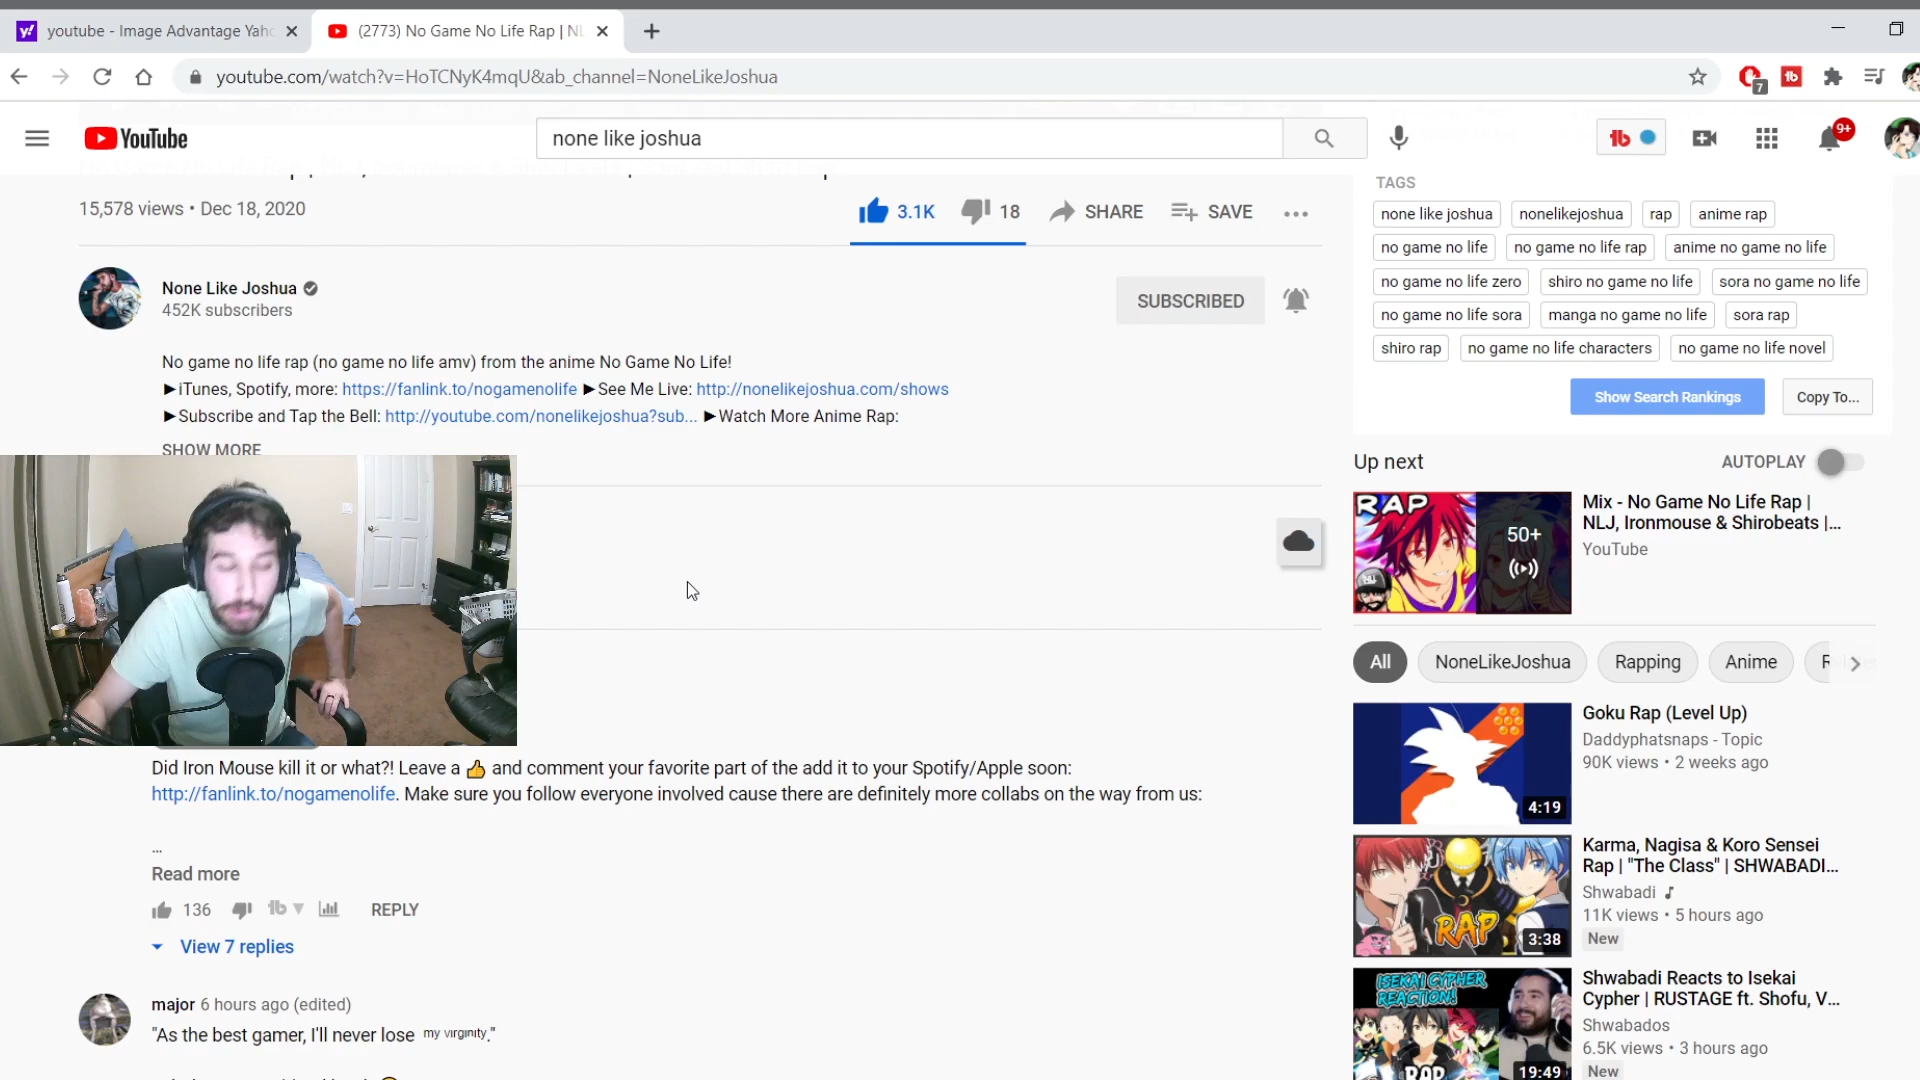 youtube - Image Advantage Yah
(2773) No Game No Life Rap | NL
youtube.com/watch?v=HoTCNyK4mqU&ab_channel=NoneLikeJoshua
7
YouTube
none like joshua
9+
15,578 views • Dec 18, 2020
3.1K
18
SHARE
SAVE
None Like Joshua
452K subscribers
SUBSCRIBED
No game no life rap (no game no life amv) from the anime No Game No Life!
►iTunes, Spotify, more: https://fanlink.to/nogamenolife ►See Me Live: http://nonelikejoshua.com/shows
►Subscribe and Tap the Bell: http://youtube.com/nonelikejoshua?sub... ►Watch More Anime Rap:
SHOW MORE
Did Iron Mouse kill it or what?! Leave a 👍 and comment your favorite part of the add it to your Spotify/Apple soon:
http://fanlink.to/nogamenolife. Make sure you follow everyone involved cause there are definitely more collabs on the way from us:
...
Read more
136
REPLY
View 7 replies
major 6 hours ago (edited)
"As the best gamer, I'll never lose my virginity."
TAGS
none like joshua
nonelikejoshua
rap
anime rap
no game no life
no game no life rap
anime no game no life
no game no life zero
shiro no game no life
sora no game no life
no game no life sora
manga no game no life
sora rap
shiro rap
no game no life characters
no game no life novel
Show Search Rankings
Copy To...
Up next
AUTOPLAY
RAP
50+
Mix - No Game No Life Rap |
NLJ, Ironmouse & Shirobeats |...
YouTube
All
NoneLikeJoshua
Rapping
Anime
Goku Rap (Level Up)
Daddyphatsnaps - Topic
90K views • 2 weeks ago
4:19
Karma, Nagisa & Koro Sensei
Rap | "The Class" | SHWABADI...
Shwabadi
11K views • 5 hours ago
New
RAP
3:38
ISEKAI CYPHER
REACTION!
RAP
19:49
Shwabadi Reacts to Isekai
Cypher | RUSTAGE ft. Shofu, V...
Shwabados
6.5K views • 3 hours ago
New